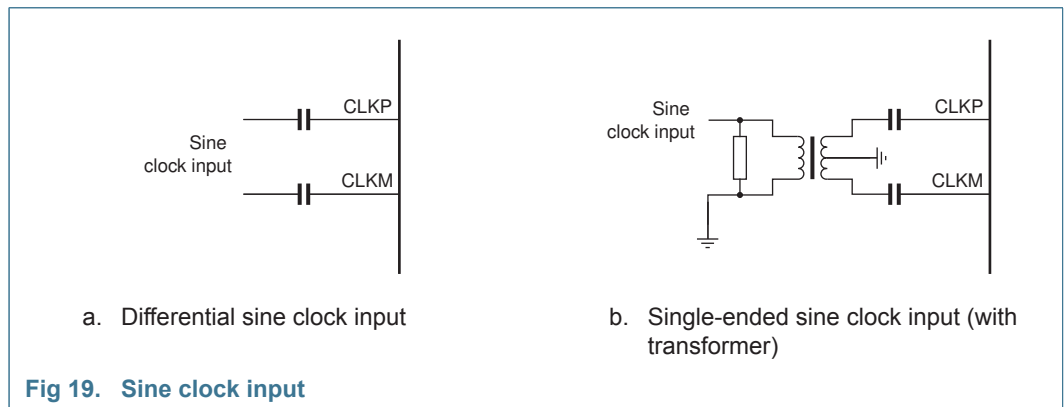 CLKP
Sine
clock input
CLKM
a. Differential sine clock input
Sine
clock input
CLKP
CLKM
b. Single-ended sine clock input (with
transformer)
Fig 19. Sine clock input